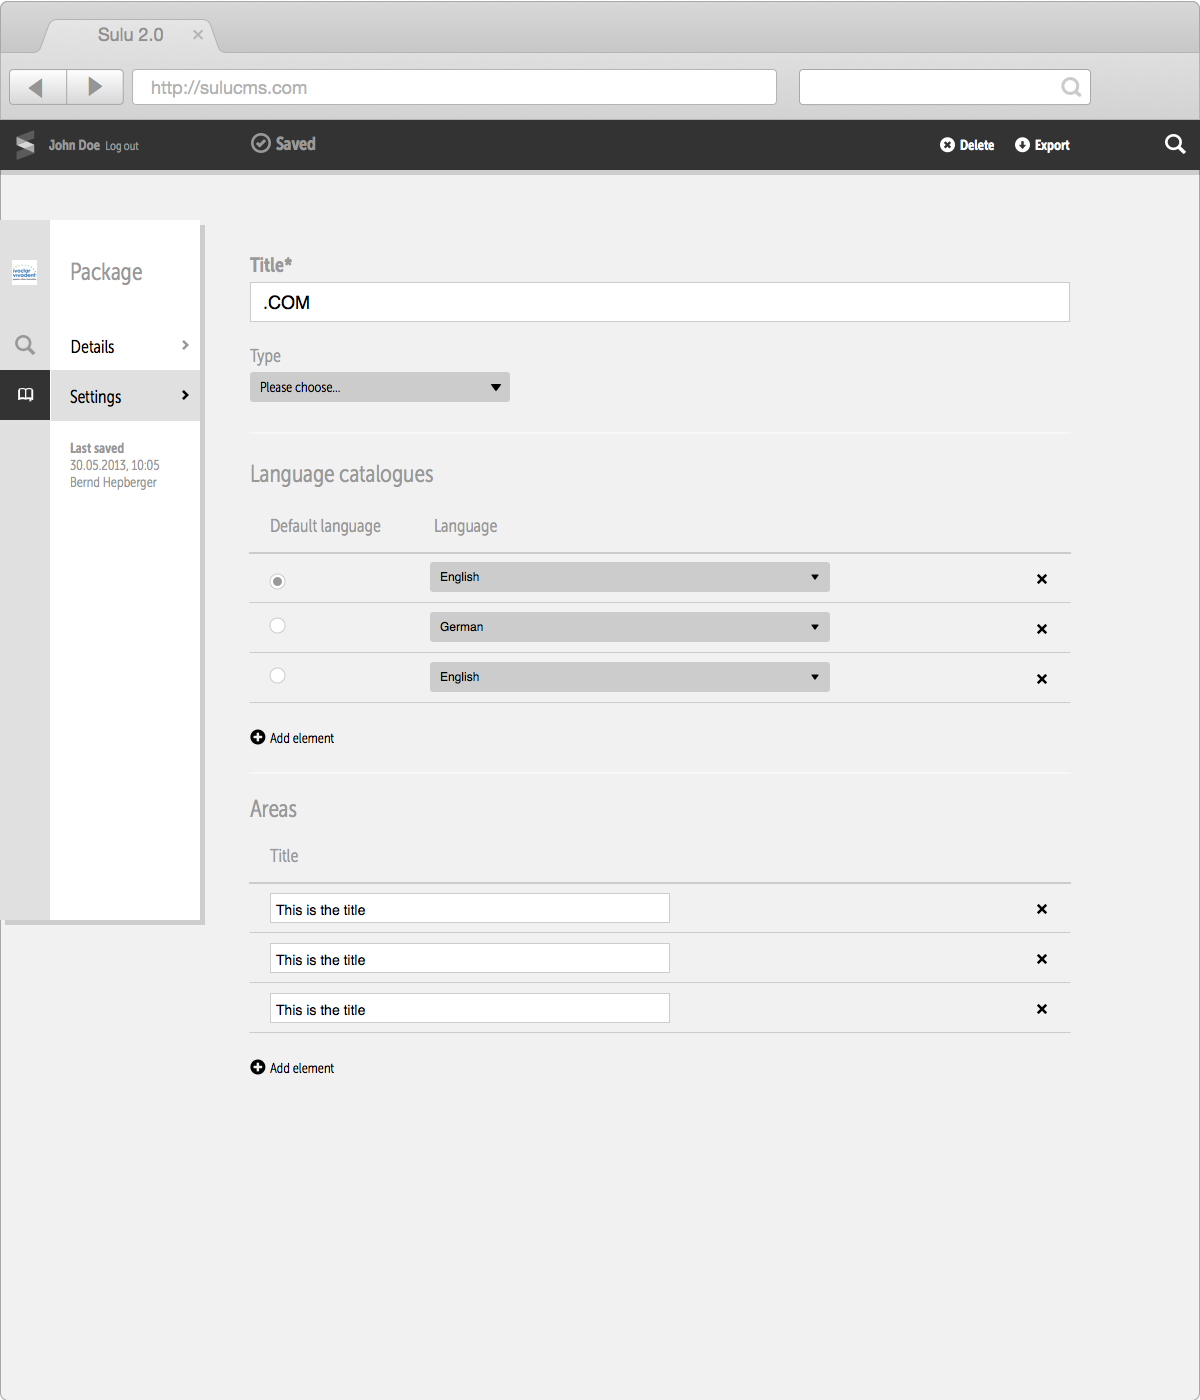 Sulu 2.0
http://sulucms.com
John Doe Log out
Saved
Delete
Export
ivoclar
vivadent
Package
Details
Settings
Last saved
30.05.2013, 10:05
Bernd Hepberger
Title*
.COM
Type
Please choose...
Language catalogues
Default language Language
English
German
English
Add element
Areas
Title
This is the title
This is the title
This is the title
Add element